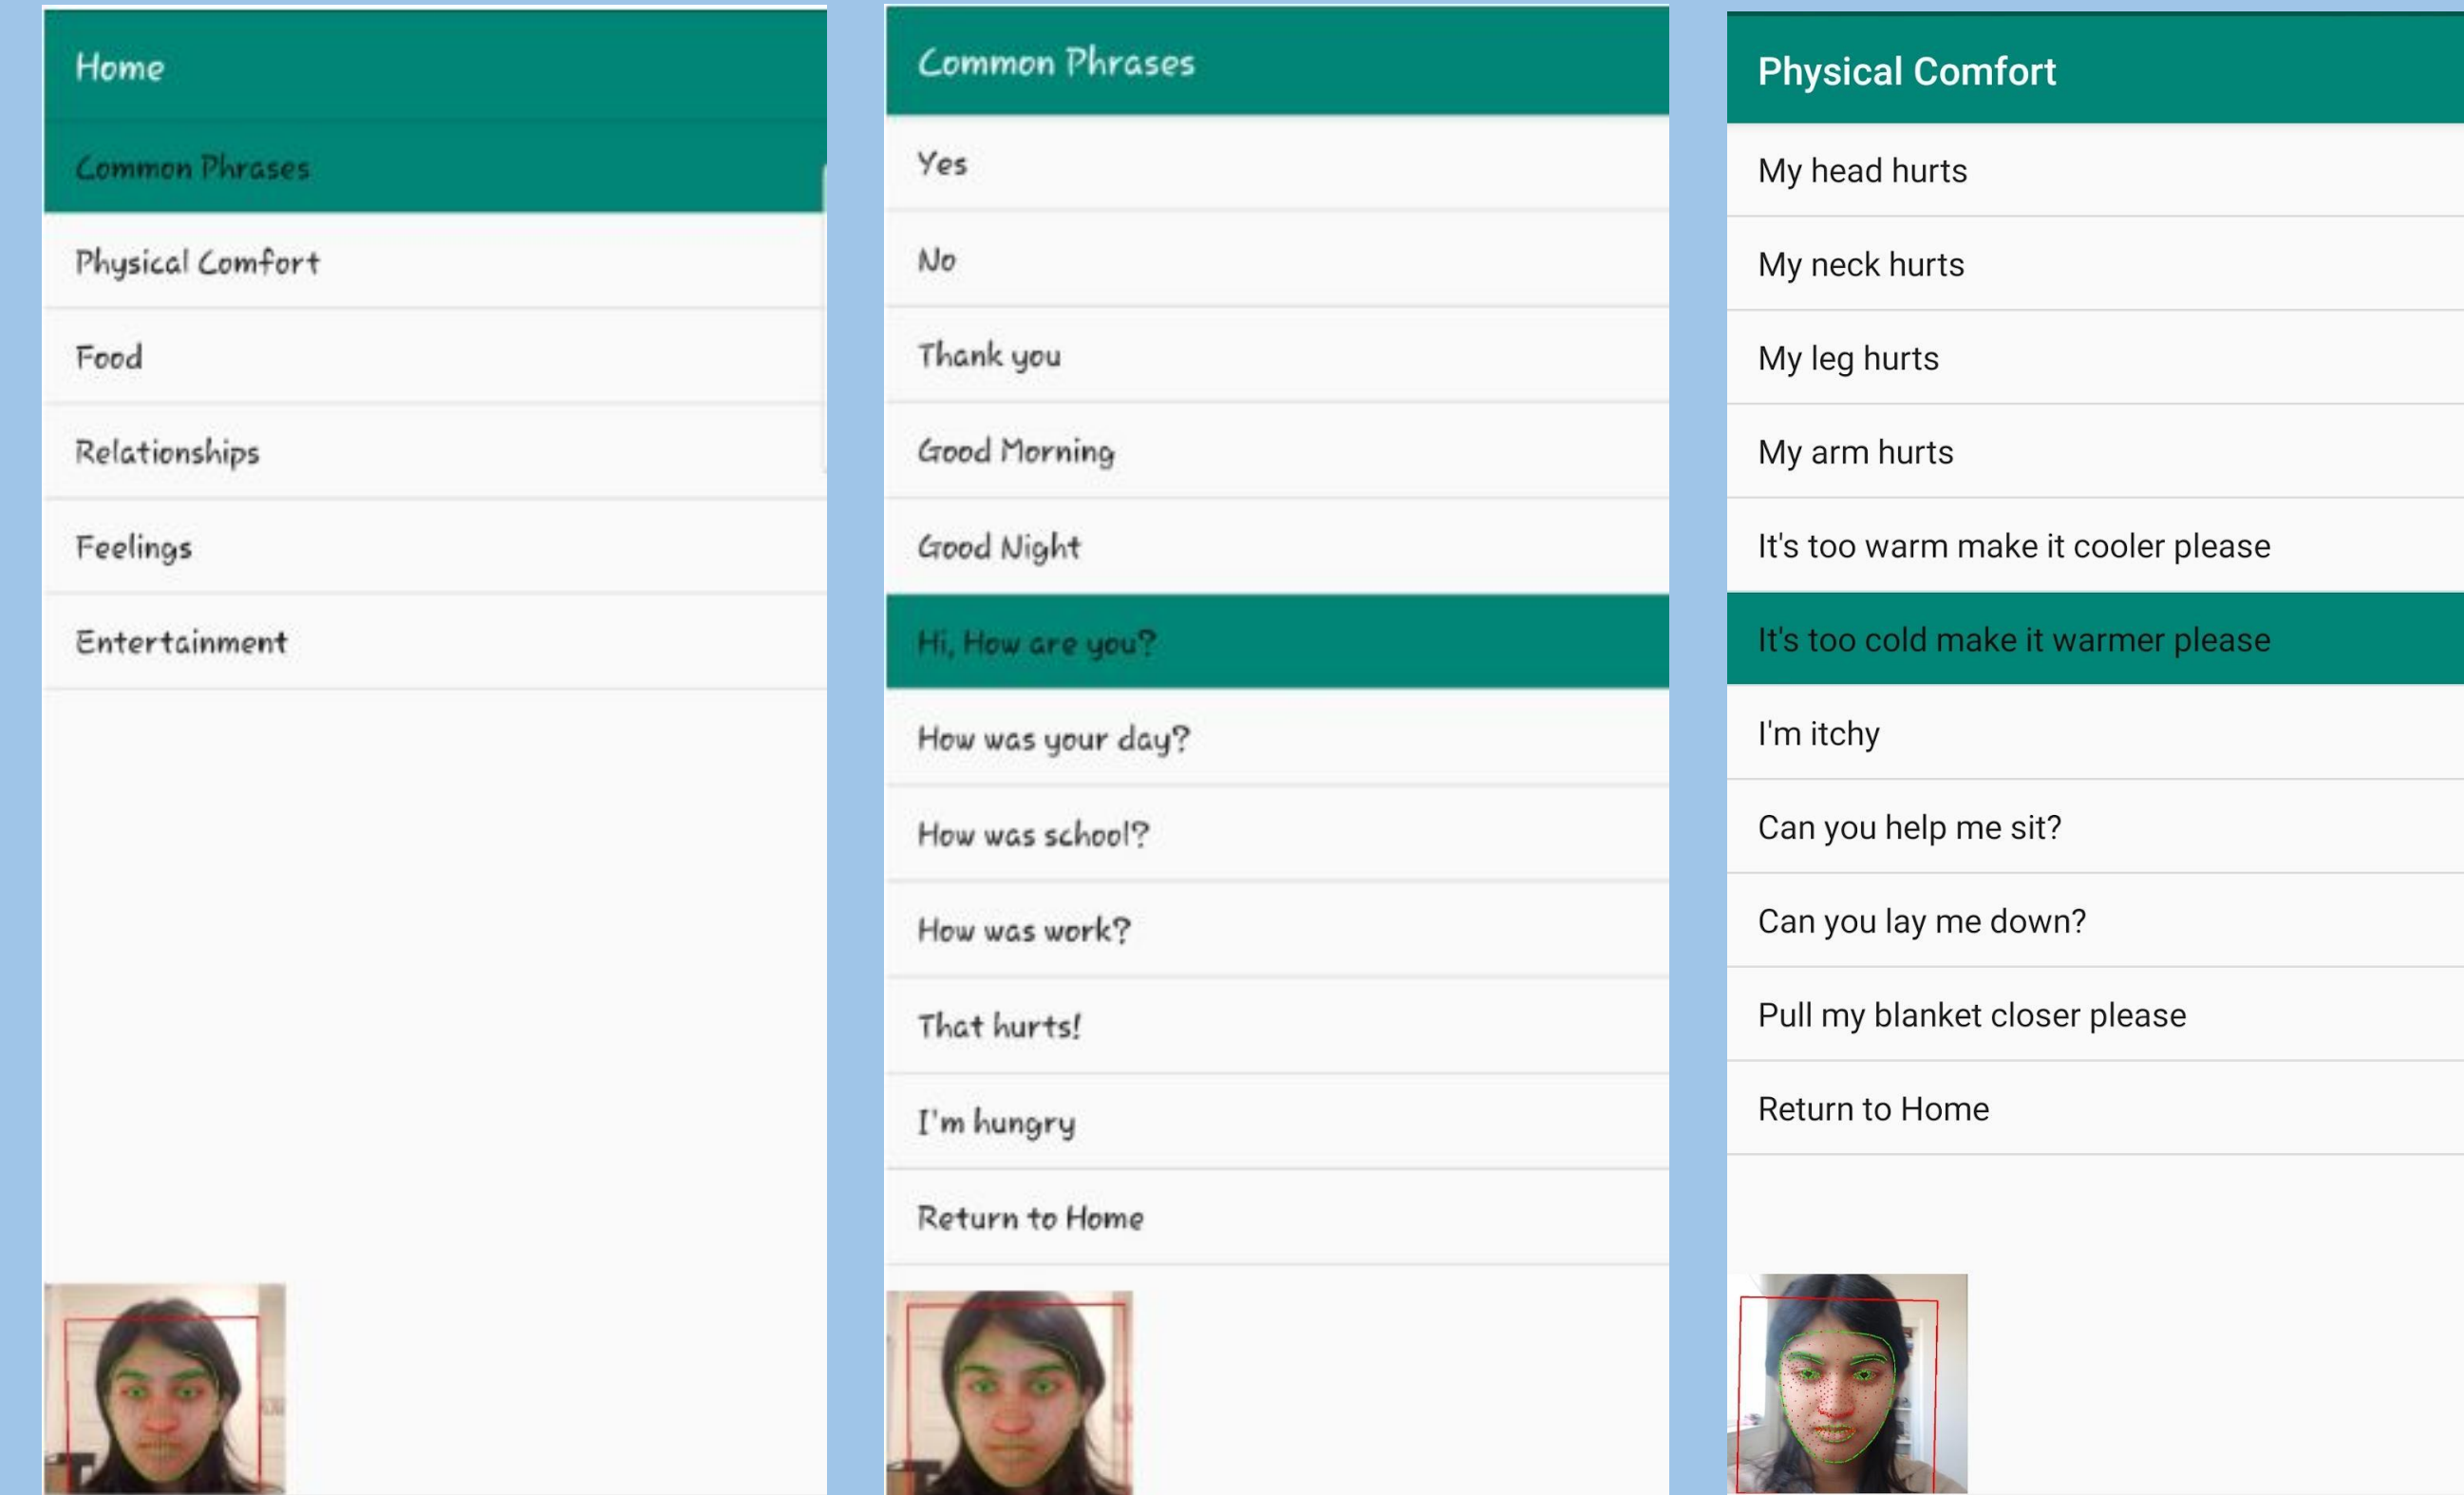 Home
Common Phrases
Physical Comfort
Food
Relationships
Feelings
Entertainment
Common Phrases
Yes
No
Thank you
Good Morning
Good Night
Hi, How are you?
How was your day?
How was school?
How was work?
That hurts!
I'm hungry
Return to Home
Physical Comfort
My head hurts
My neck hurts
My leg hurts
My arm hurts
It's too warm make it cooler please
It's too cold make it warmer please
I'm itchy
Can you help me sit?
Can you lay me down?
Pull my blanket closer please
Return to Home